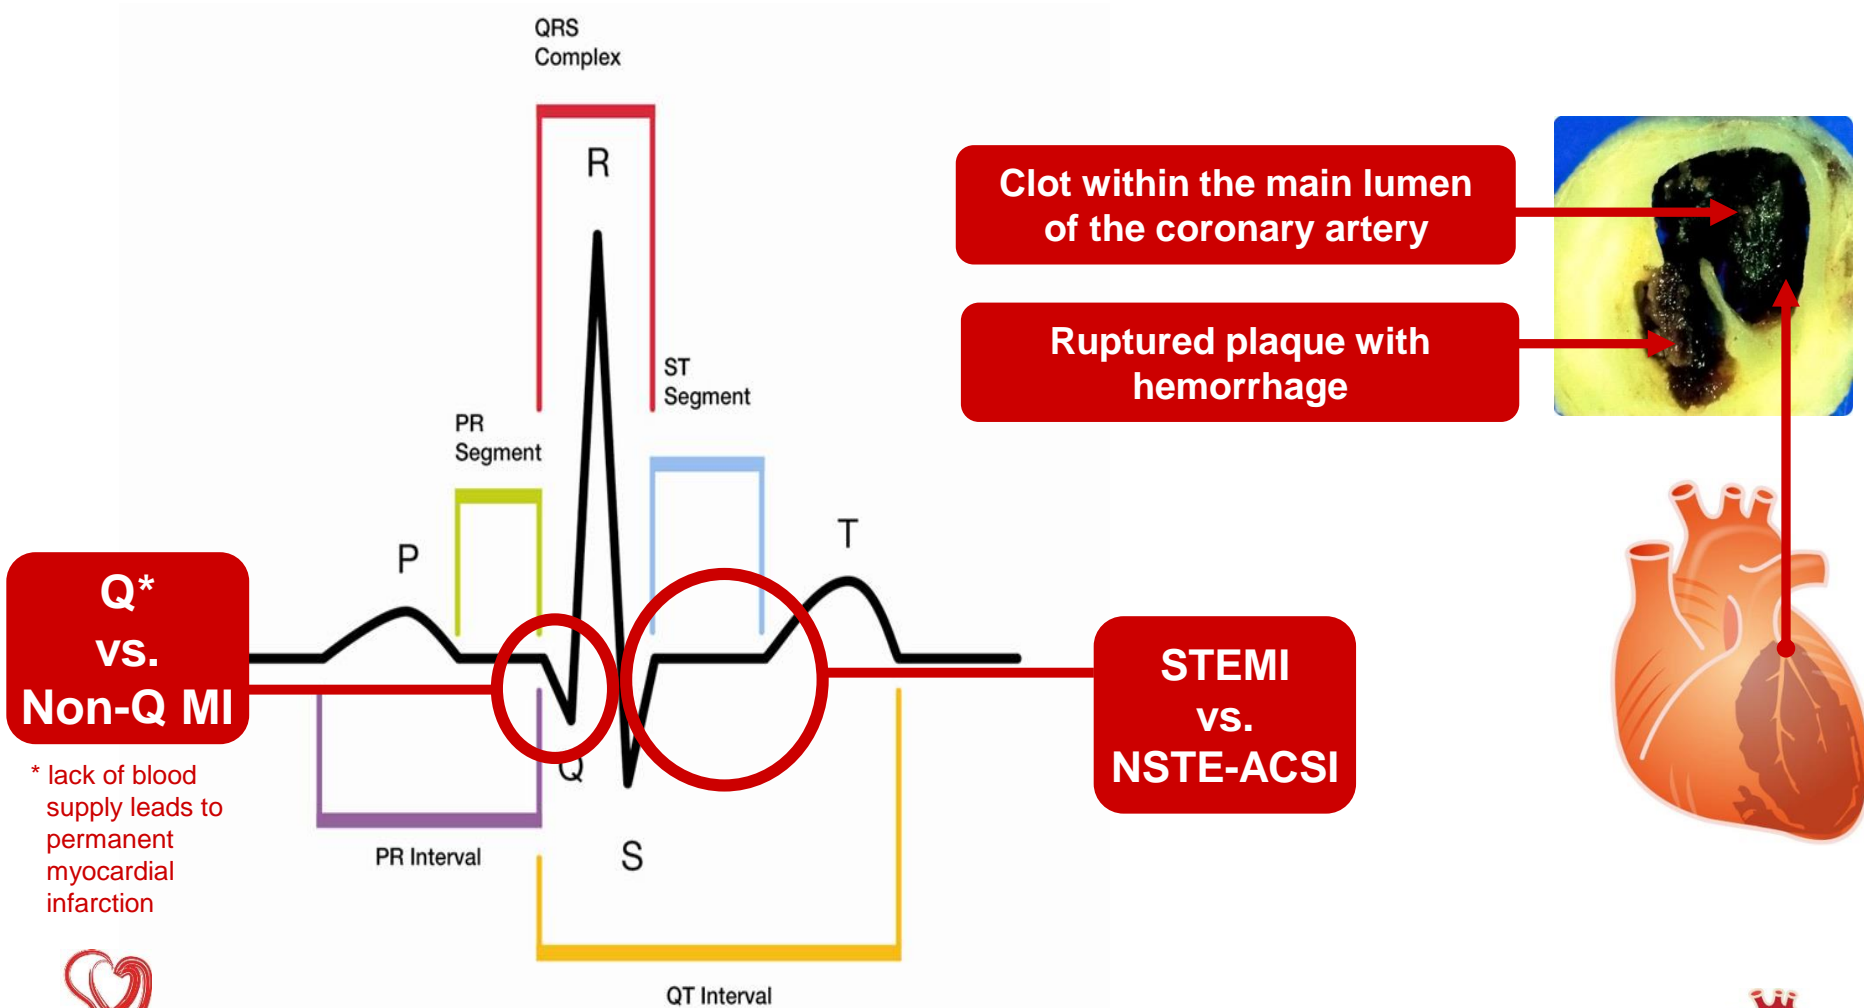 QRS
Complex
R
Clot within the main lumen
of the coronary artery
Ruptured plaque with
hemorrhage
ST
Segment
PR
Segment
P
T
Q*
vs.
Non-Q MI
STEMI
vs.
NSTE-ACSI
Q
* lack of blood
supply leads to
permanent
myocardial
infarction
PR Interval
S
QT Interval